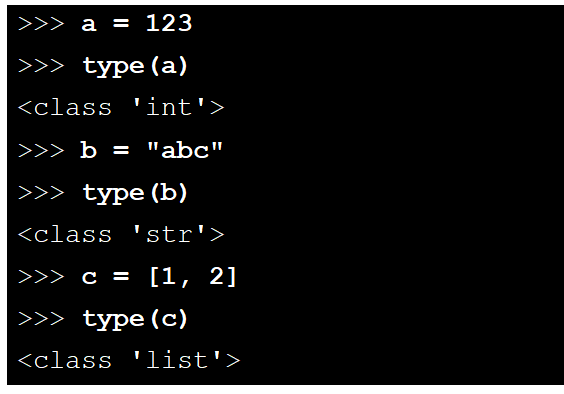 >>> a = 123
>>> type(a)
<class 'int'>
>>> b = "abc"
>>> type(b)
<class 'str'>
>>> c = [1, 2]
>>> type(c)
<class 'list'>